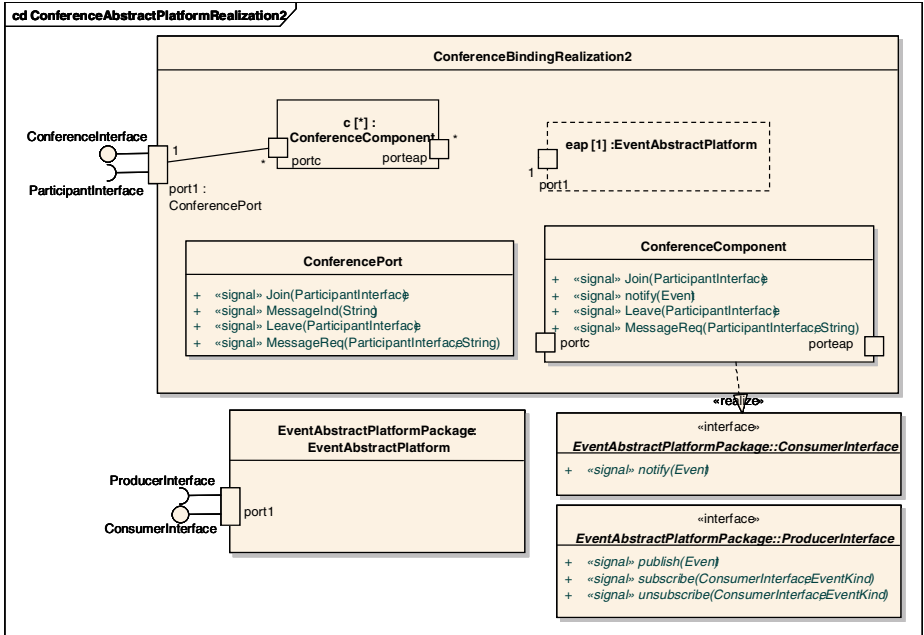 cd ConferenceAbstractPlatformRealization2
ConferenceBindingRealization2
ConferenceInterface
ParticipantInterface
1
port1 :
ConferencePort
c [*] :
ConferenceComponent
*
portc
porteap
*
eap [1] :EventAbstractPlatform
1
port1
ConferencePort
+ «signal» Join(ParticipantInterface)
+ «signal» MessageInd(String)
+ «signal» Leave(ParticipantInterface)
+ «signal» MessageReq(ParticipantInterface,String)
ConferenceComponent
+ «signal» Join(ParticipantInterface)
+ «signal» notify(Event)
+ «signal» Leave(ParticipantInterface)
+ «signal» MessageReq(ParticipantInterface,String)
portc
porteap
«realize»
EventAbstractPlatformPackage:
EventAbstractPlatform
ProducerInterface
ConsumerInterface
port1
«interface»
EventAbstractPlatformPackage::ConsumerInterface
+ «signal» notify(Event)
«interface»
EventAbstractPlatformPackage::ProducerInterface
+ «signal» publish(Event)
+ «signal» subscribe(ConsumerInterface,EventKind)
+ «signal» unsubscribe(ConsumerInterface,EventKind)